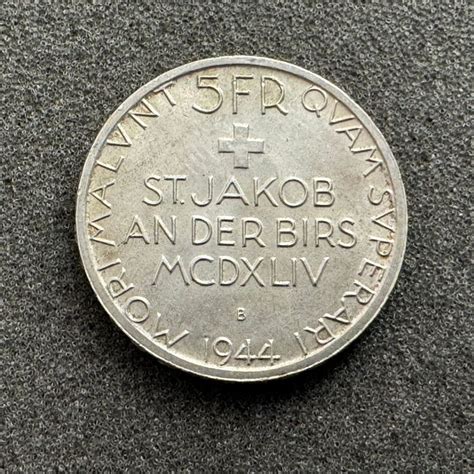 MORI MALVNT QVAM SVPERARI
5FR
ST. JAKOB
AN DER BIRS
MCDXLIV
B
1944